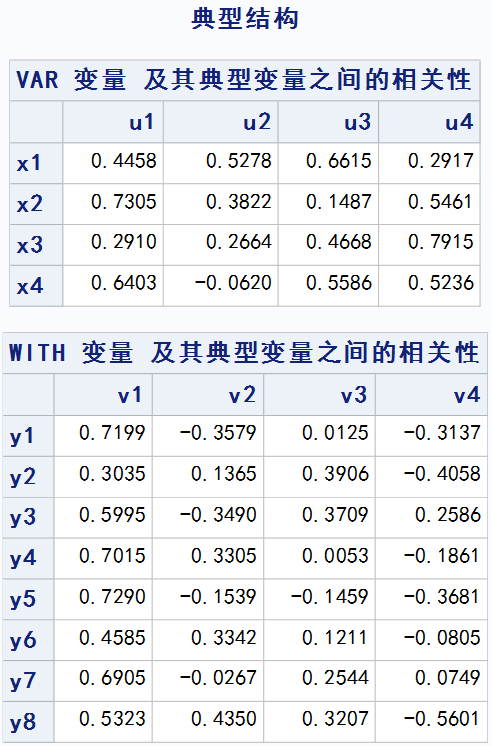 典型结构
VAR 变量 及其典型变量之间的相关性
u1 u2 u3 u4
x1 0.4458 0.5278 0.6615 0.2917
x2 0.7305 0.3822 0.1487 0.5461
x3 0.2910 0.2664 0.4668 0.7915
x4 0.6403 -0.0620 0.5586 0.5236
WITH 变量 及其典型变量之间的相关性
v1 v2 v3 v4
y1 0.7199 -0.3579 0.0125 -0.3137
y2 0.3035 0.1365 0.3906 -0.4058
y3 0.5995 -0.3490 0.3709 0.2586
y4 0.7015 0.3305 0.0053 -0.1861
y5 0.7290 -0.1539 -0.1459 -0.3681
y6 0.4585 0.3342 0.1211 -0.0805
y7 0.6905 -0.0267 0.2544 0.0749
y8 0.5323 0.4350 0.3207 -0.5601